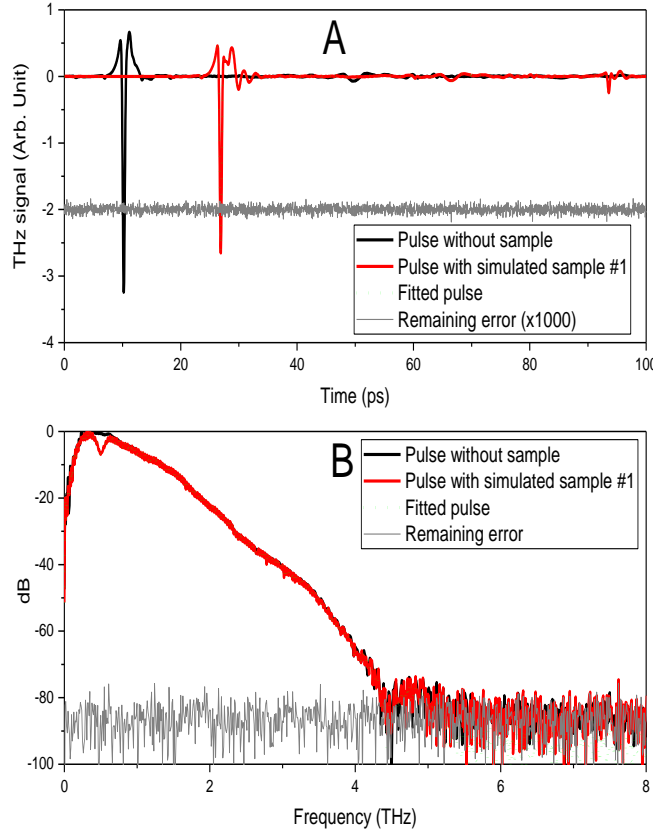 A
1
0
-1
-2
-3
-4
THz signal (Arb. Unit)
Pulse without sample
Pulse with simulated sample #1
Fitted pulse
Remaining error (x1000)
0 20 40 60 80 100
Time (ps)
B
0
-20
-40
-60
-80
-100
dB
Pulse without sample
Pulse with simulated sample #1
Fitted pulse
Remaining error
0 2 4 6 8
Frequency (THz)